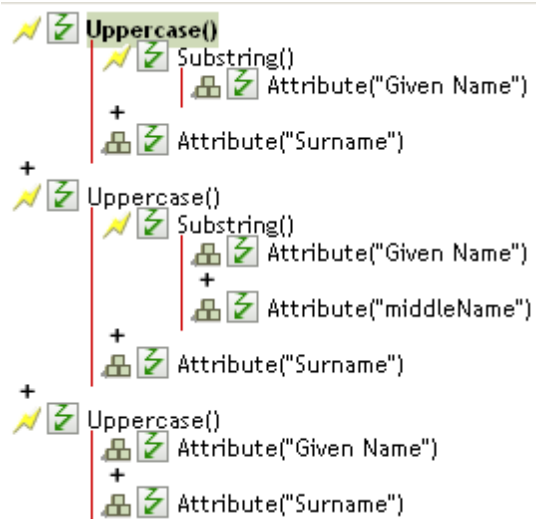 Uppercase()
Substring()
Attribute("Given Name")
+
Attribute("Surname")
+
Uppercase()
Substring()
Attribute("Given Name")
+
Attribute("middleName")
+
Attribute("Surname")
+
Uppercase()
Attribute("Given Name")
+
Attribute("Surname")